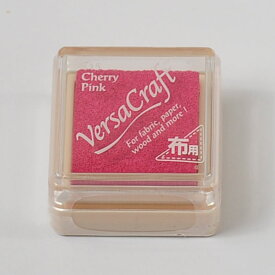 Cherry
Pink
VersaCraft
For fabric, paper,
wood and more!
布用